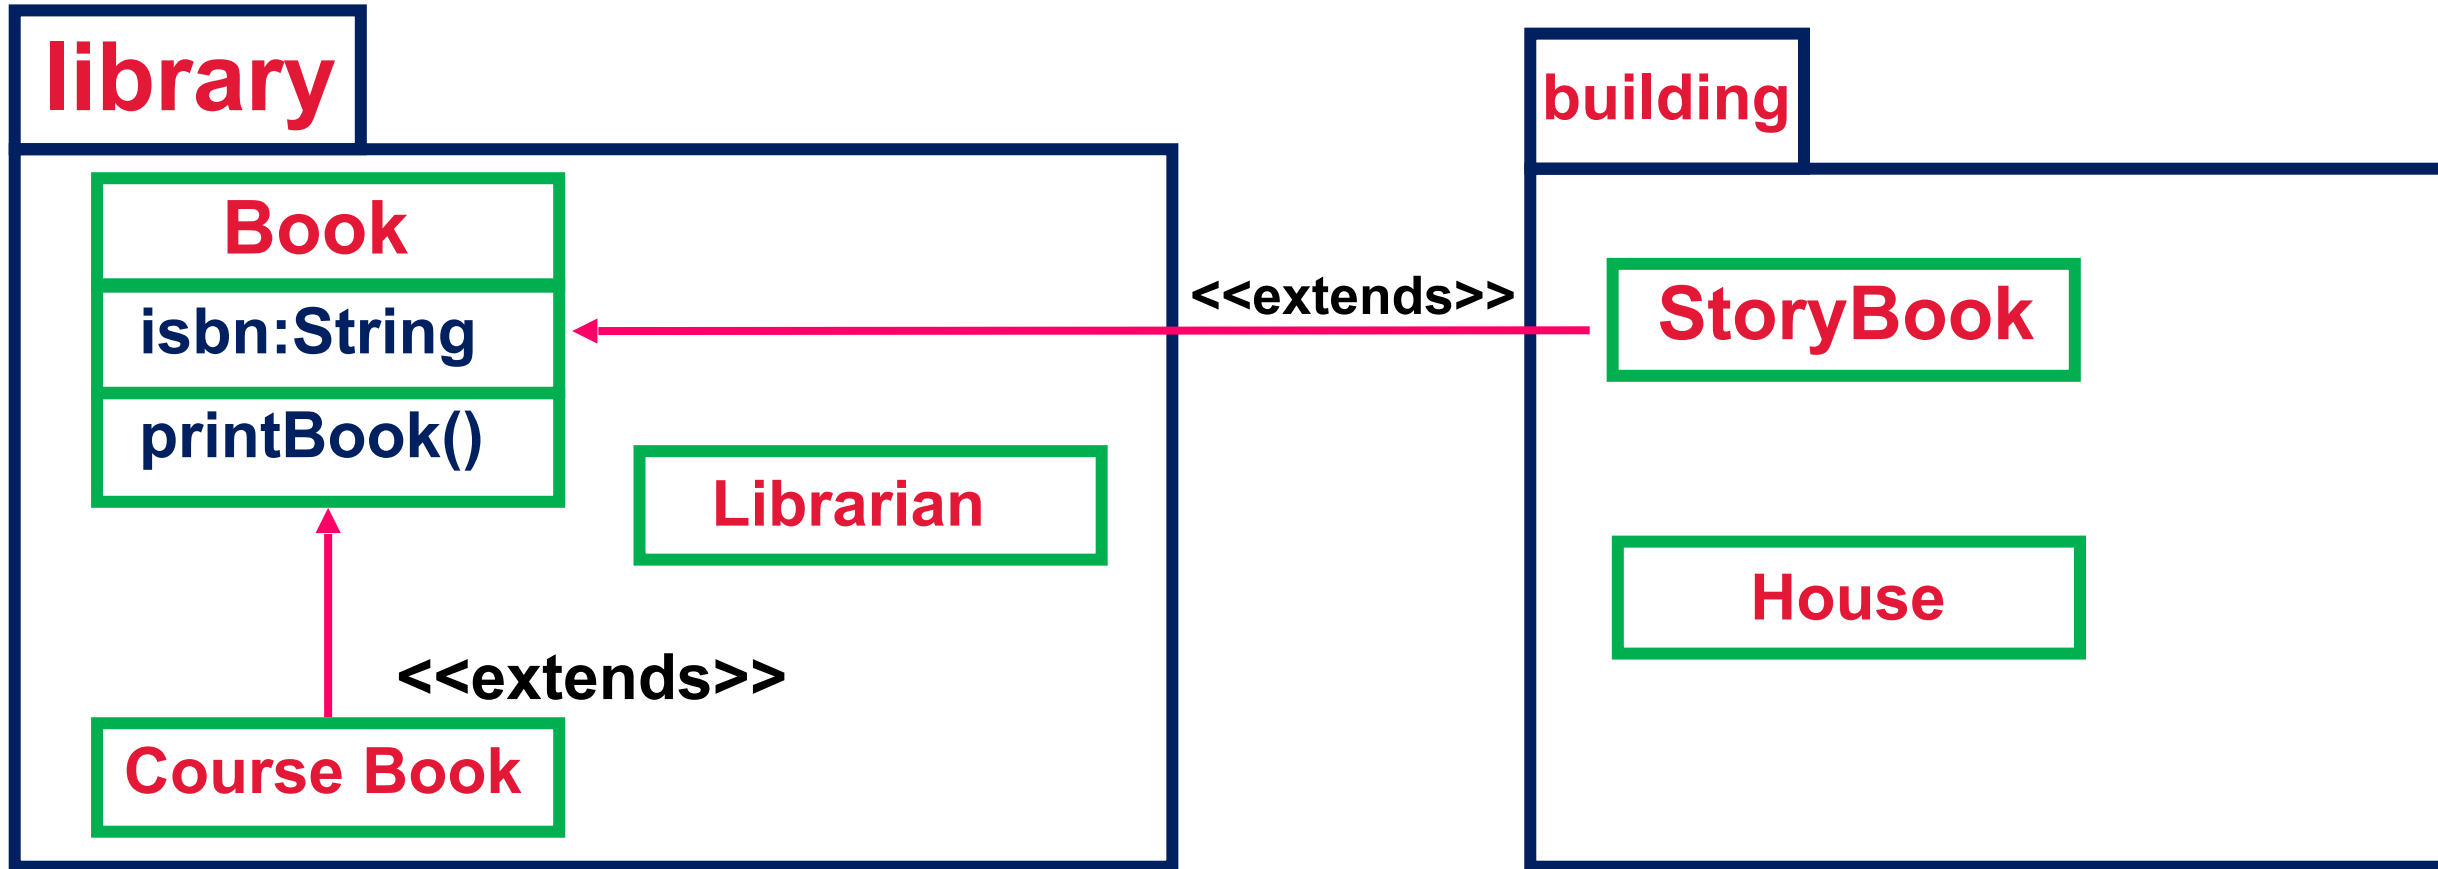 library
Book
isbn:String
printBook()
Librarian
<<extends>>
Course Book
<<extends>>
building
StoryBook
House